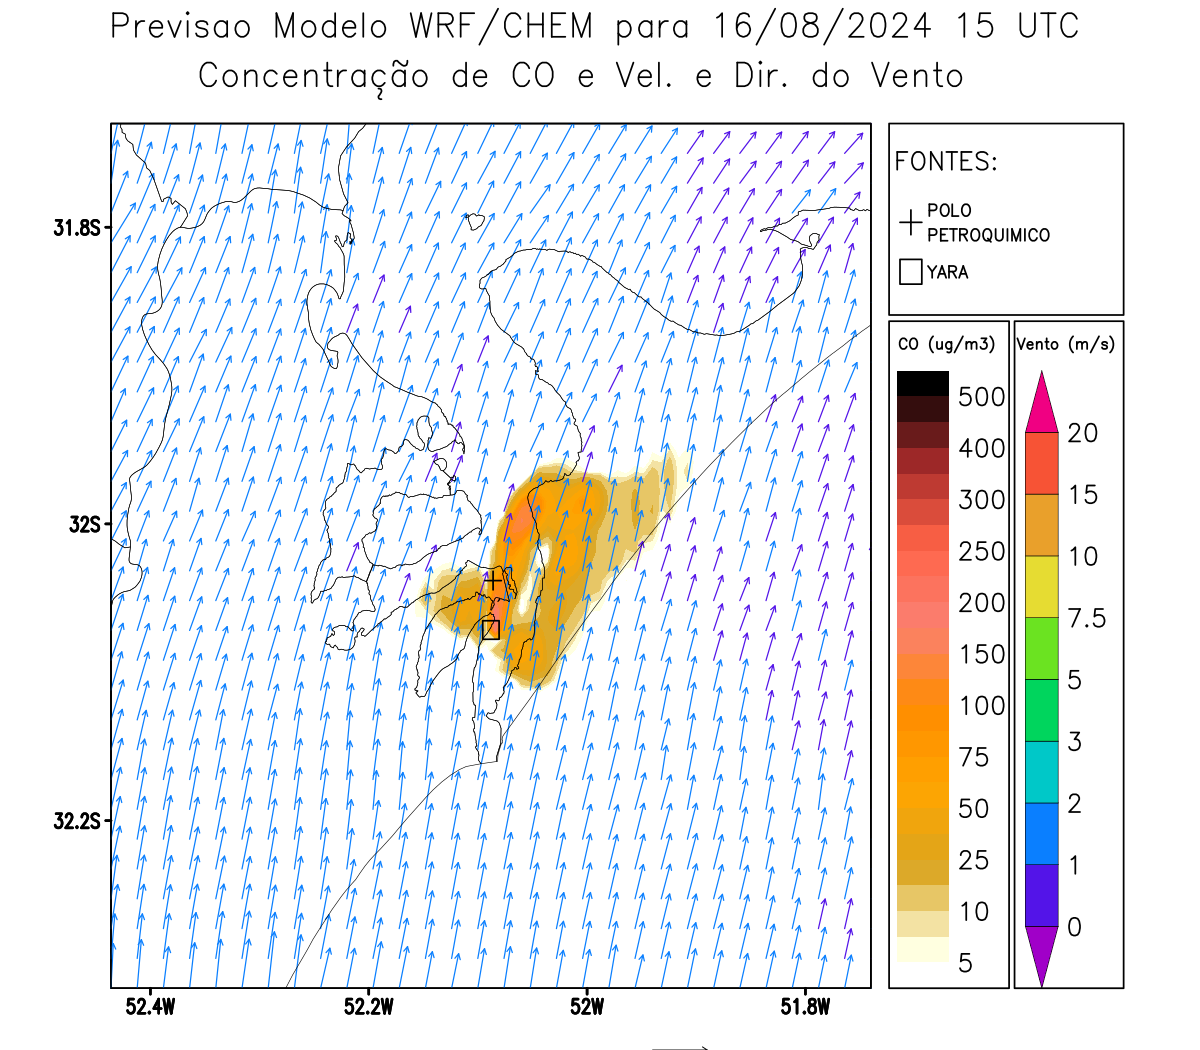 Previsao Modelo WRF/CHEM para 16/08/2024 15 UTC
Concentração de CO e Vel. e Dir. do Vento
FONTES:
POLO
PETROQUIMICO
YARA
31.8S
32S
32.2S
52.4W
52.2W
52W
51.8W
CO (ug/m3)
500
400
300
250
200
150
100
75
50
25
10
5
Vento (m/s)
20
15
10
7.5
5
3
2
1
0